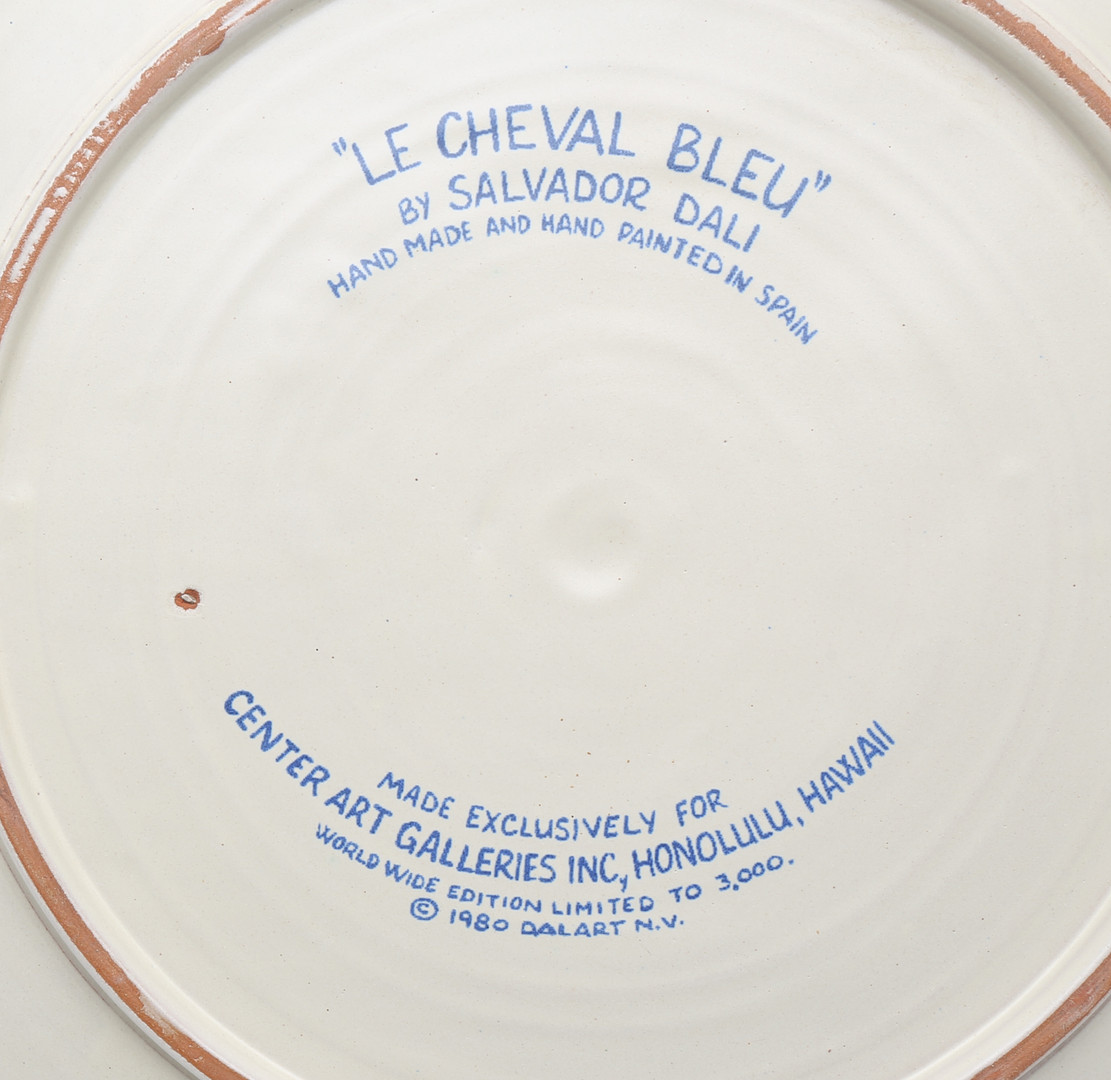 "LE CHEVAL BLEU"
BY SALVADOR DALI
HAND MADE AND HAND PAINTED IN SPAIN
MADE EXCLUSIVELY FOR
CENTER ART GALLERIES INC, HONOLULU, HAWAII
WORLD WIDE EDITION LIMITED TO 3,000.
© 1980 DALART N.V.